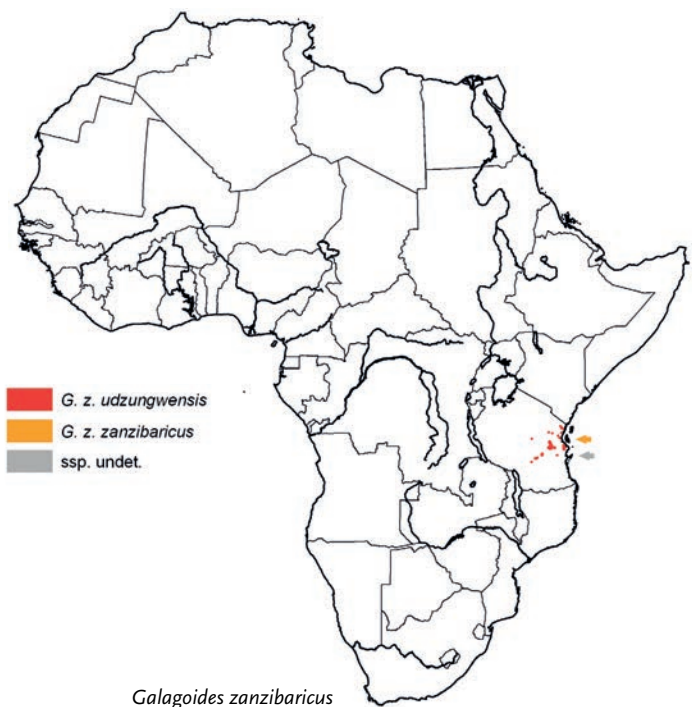 G. z. udzungwensis
G. z. zanzibaricus
ssp. undet.
Galagoides zanzibaricus